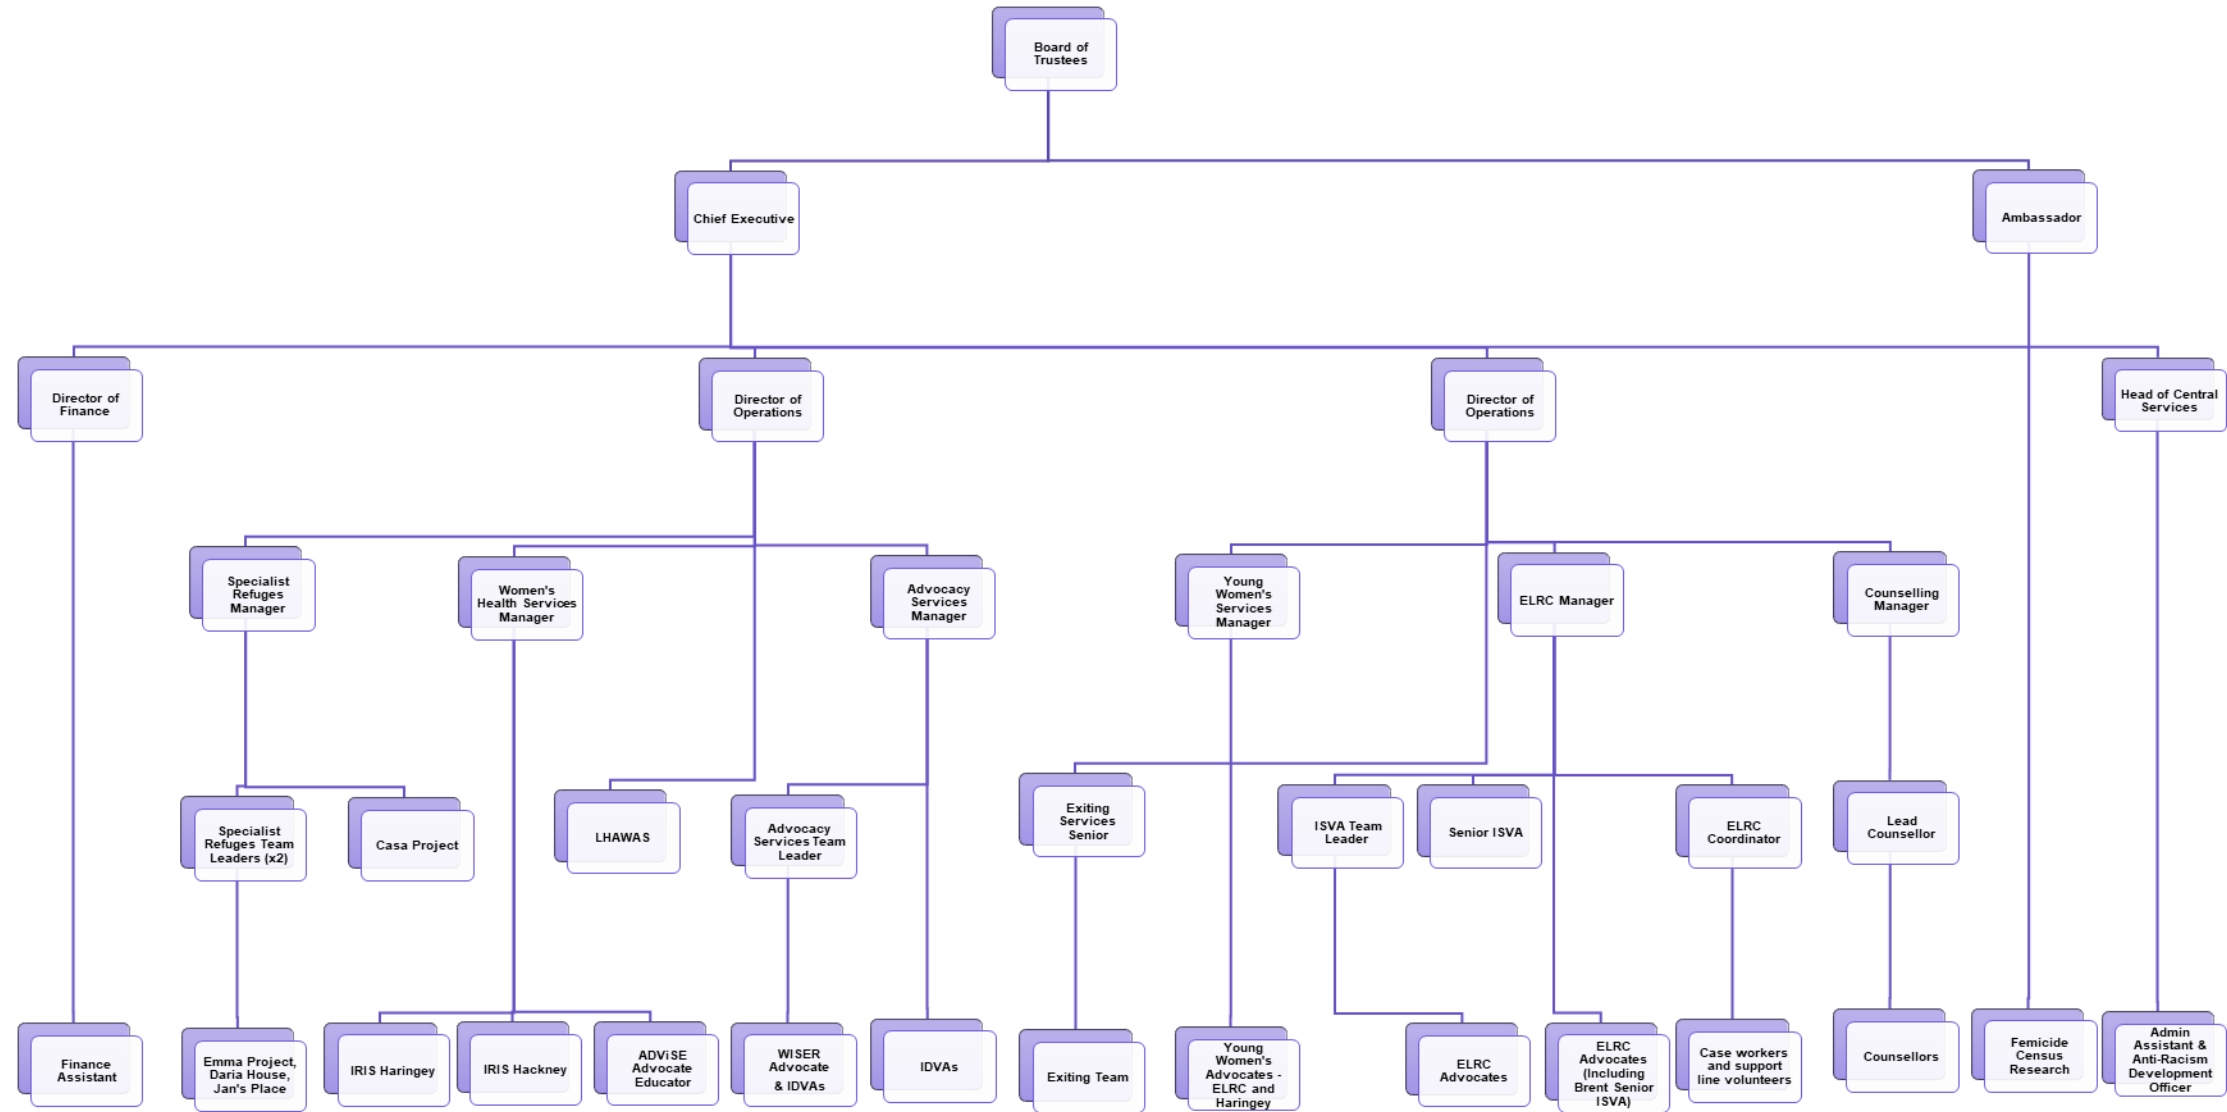 Board of
Trustees
Chief Executive
Ambassador
Director of
Finance
Director of
Operations
Director of
Operations
Head of Central
Services
Specialist
Refuges
Manager
Women's
Health Services
Manager
Advocacy
Services
Manager
Young
Women's
Services
Manager
ELRC Manager
Counselling
Manager
Specialist
Refuges Team
Leaders (x2)
Casa Project
LHAWAS
Advocacy
Services Team
Leader
Exiting
Services
Senior
ISVA Team
Leader
Senior ISVA
ELRC
Coordinator
Lead
Counsellor
Finance
Assistant
Emma Project,
Daria House,
Jan's Place
IRIS Haringey
IRIS Hackney
ADViSE
Advocate
Educator
WISER
Advocate
& IDVAs
IDVAs
Exiting Team
Young
Women's
Advocates -
ELRC and
Haringey
ELRC
Advocates
ELRC
Advocates
(Including
Brent Senior
ISVA)
Case workers
and support
line volunteers
Counsellors
Femicide
Census
Research
Admin
Assistant &
Anti-Racism
Development
Officer